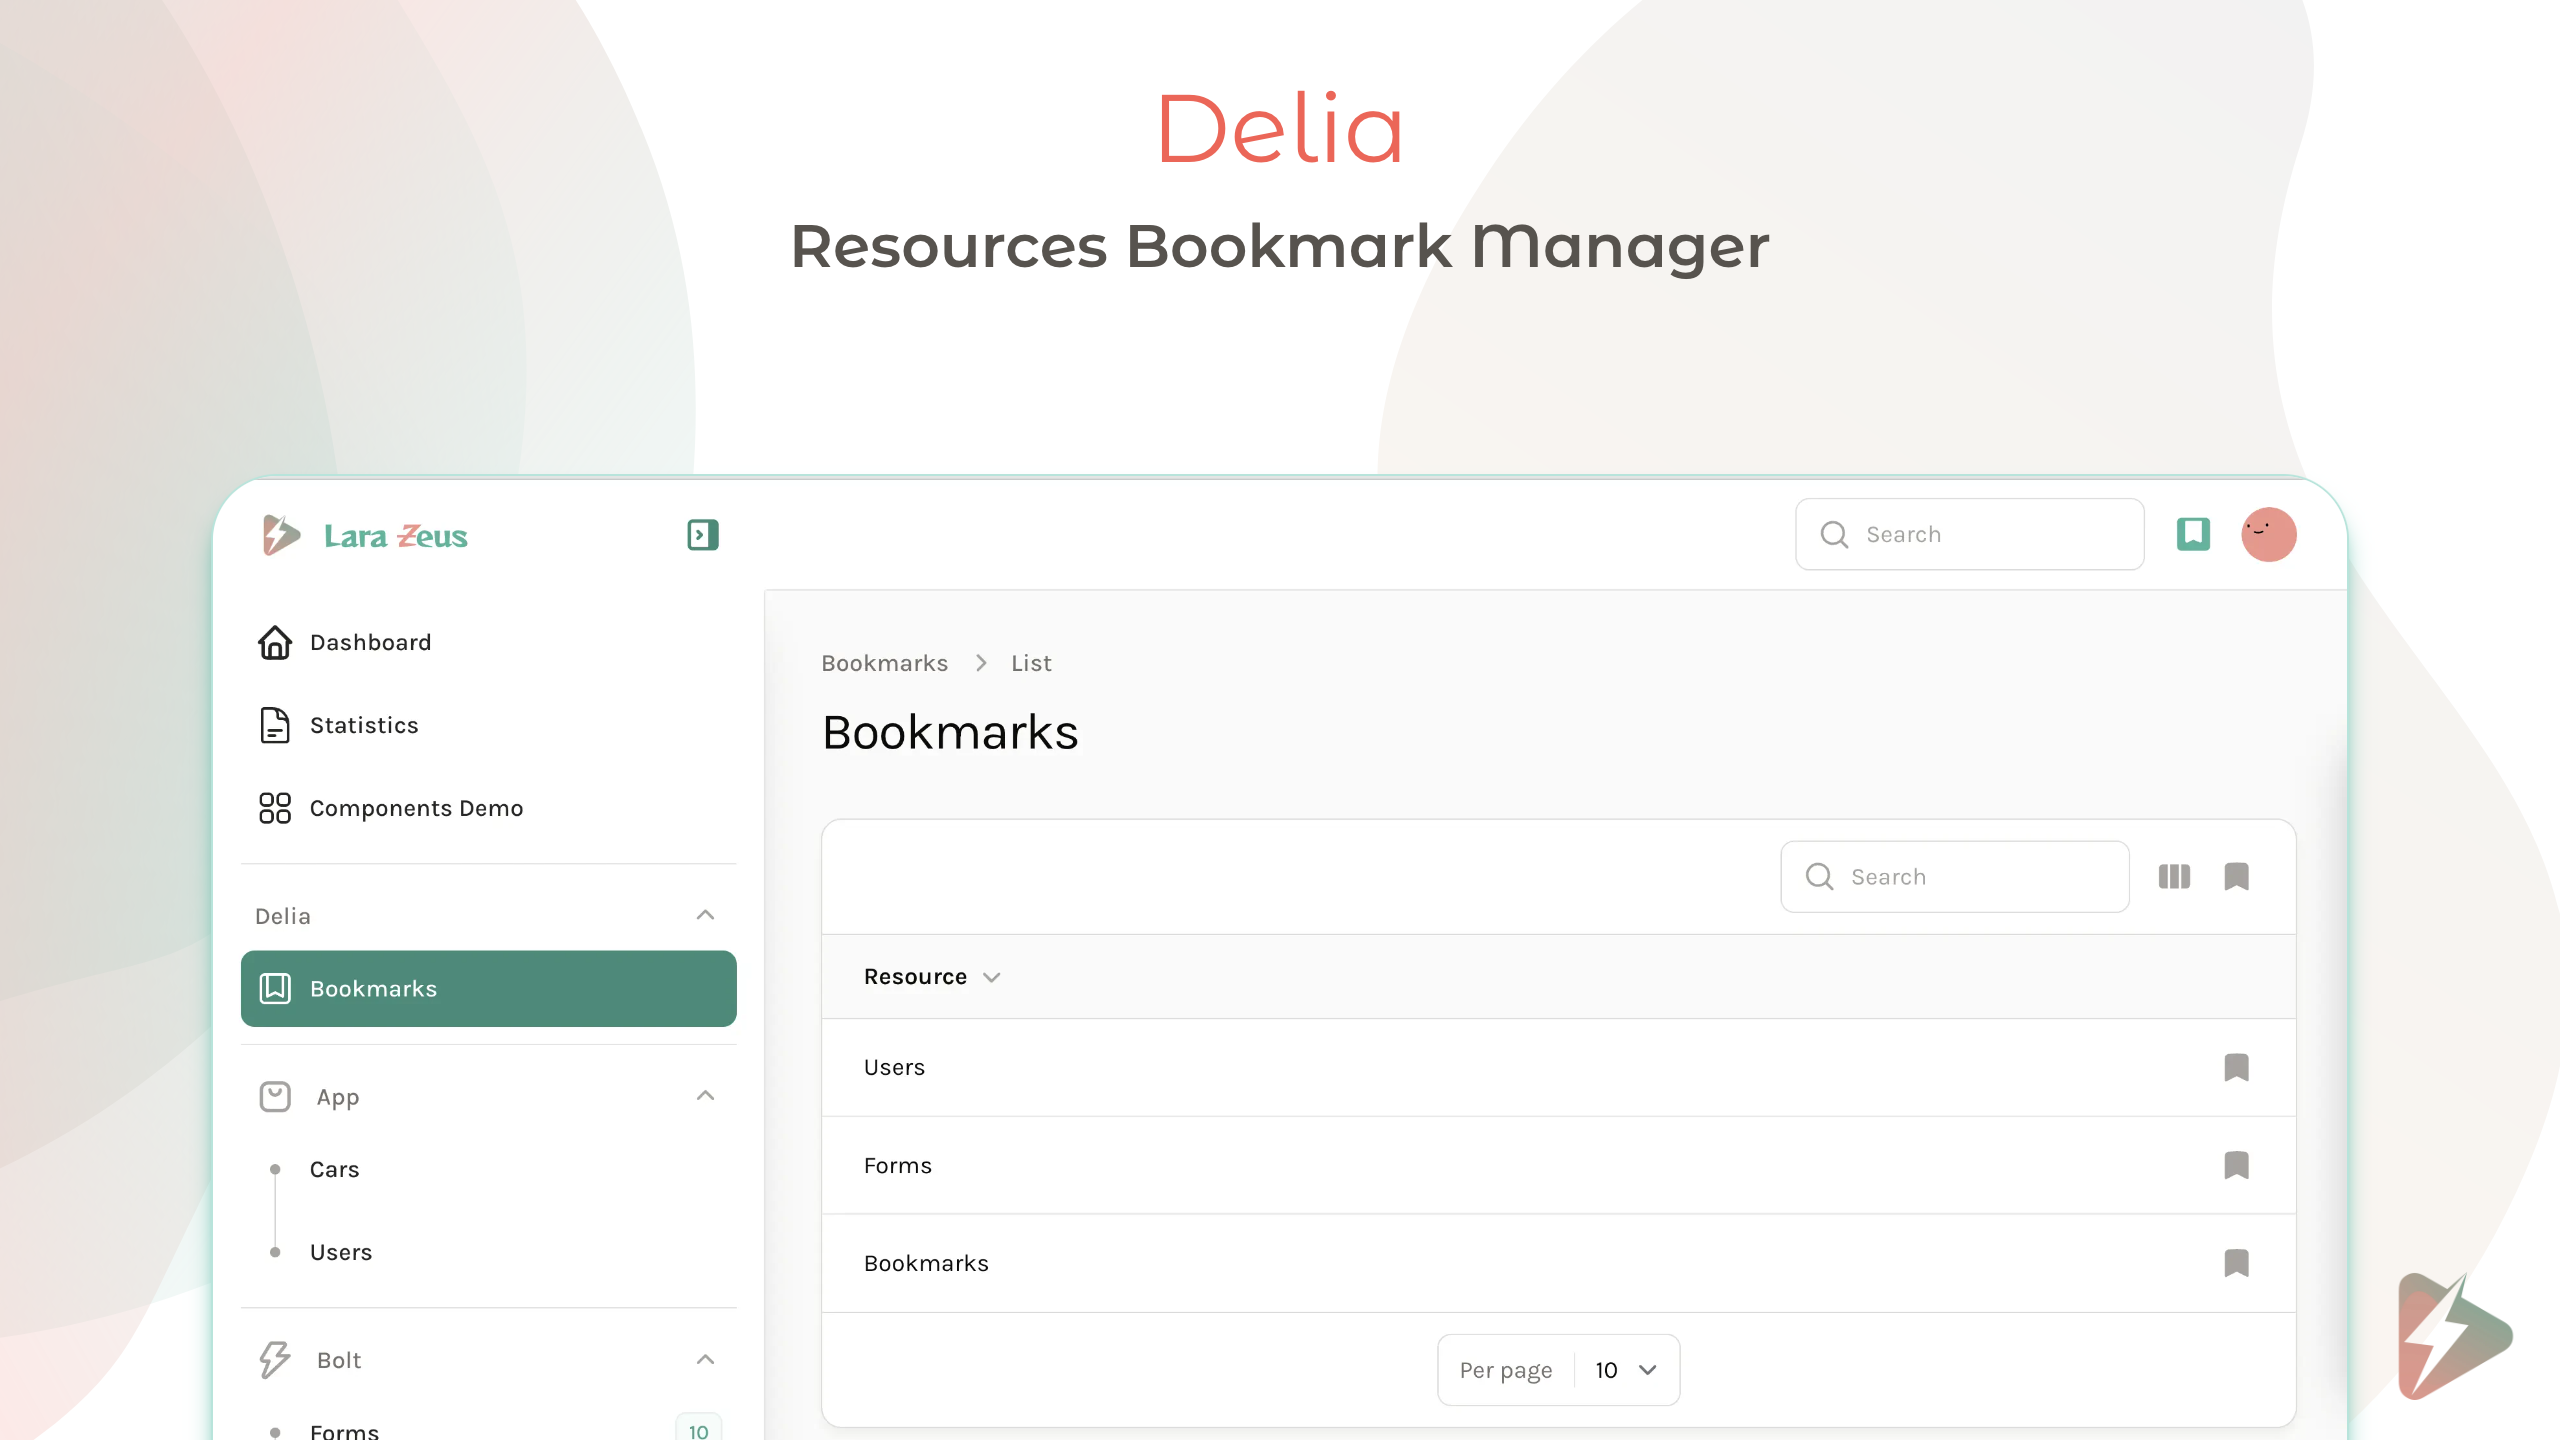 Delia
Resources Bookmark Manager
Lara Zeus
Search
Dashboard
Statistics
Components Demo
Delia
Bookmarks
App
Cars
Users
Bolt
Forms 10
Bookmarks > List
Bookmarks
Search
Resource
Users
Forms
Bookmarks
Per page 10